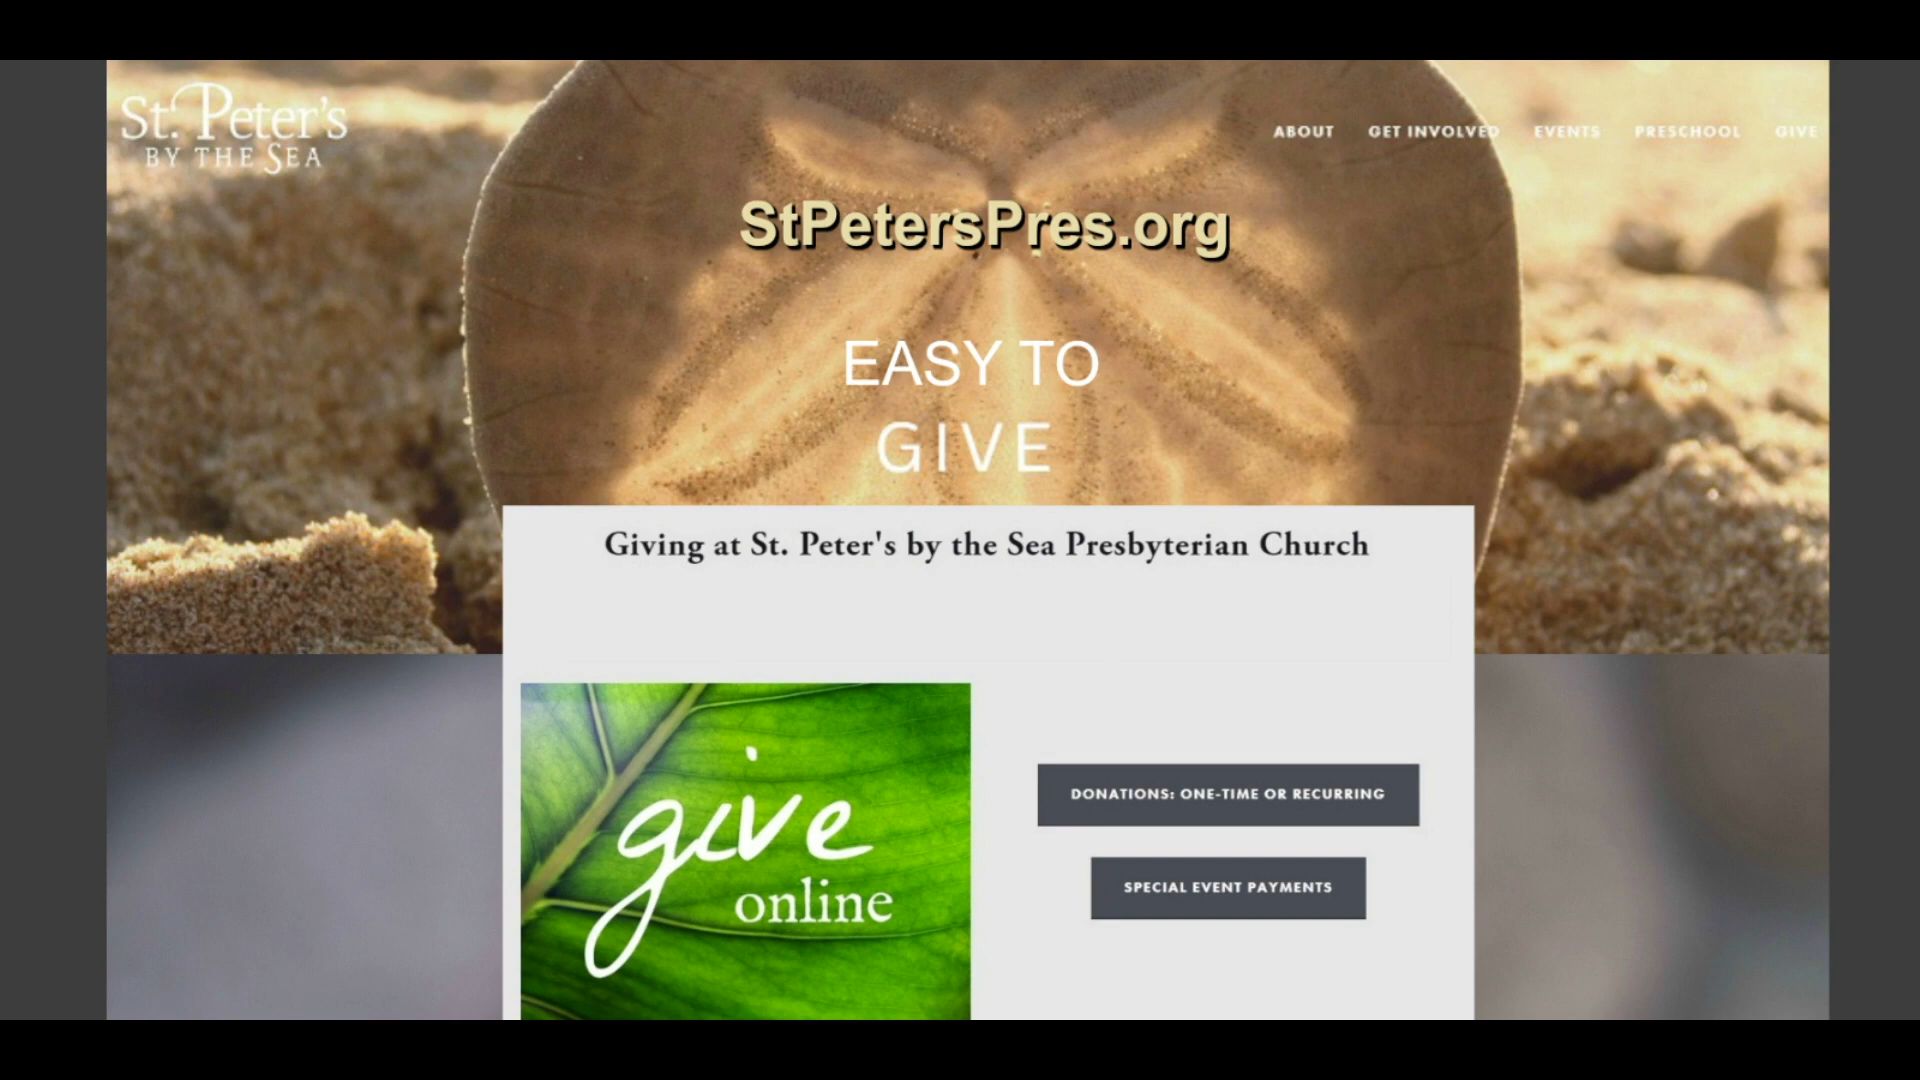 St. Peter's
BY THE SEA
ABOUT GET INVOLVED EVENTS PRESCHOOL GIVE
StPetersPres.org
EASY TO
GIVE
Giving at St. Peter's by the Sea Presbyterian Church
give
online
DONATIONS: ONE-TIME OR RECURRING
SPECIAL EVENT PAYMENTS